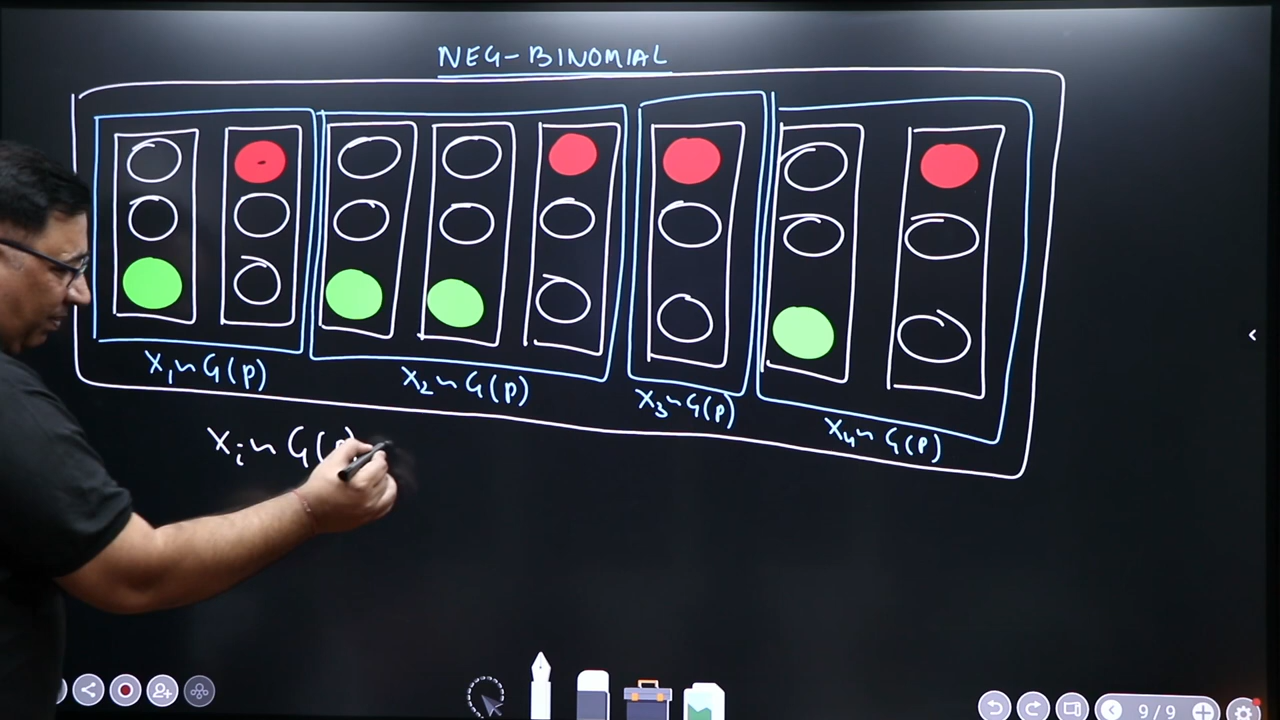 NEG-BINOMIAL
X₁ ~ G(p)
X₂ ~ G(p)
X₃ ~ G(p)
X₄ ~ G(p)
Xᵢ ~ G(p)
9/9